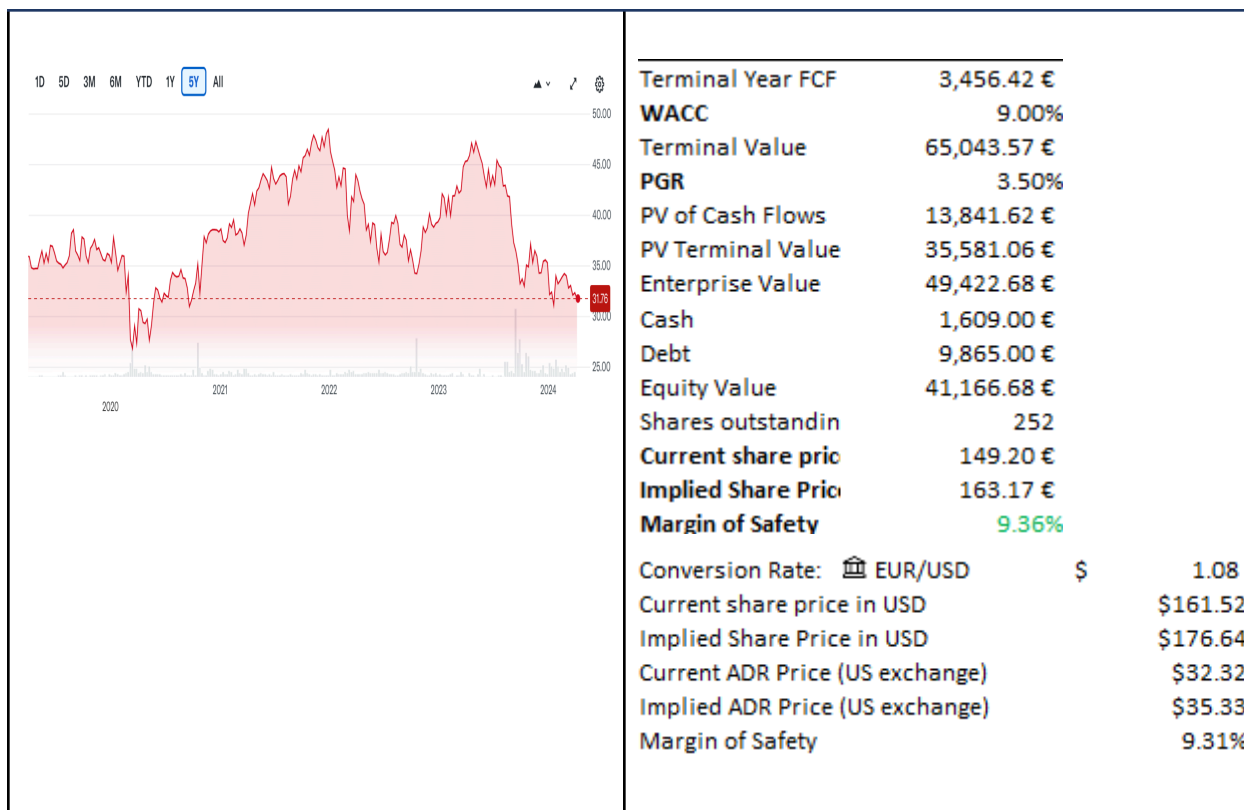 1D 5D 3M 6M YTD 1Y 5Y All
50.00
45.00
40.00
35.00
31.76
30.00
25.00
2020 2021 2022 2023 2024
Terminal Year FCF 3,456.42 €
WACC 9.00%
Terminal Value 65,043.57 €
PGR 3.50%
PV of Cash Flows 13,841.62 €
PV Terminal Value 35,581.06 €
Enterprise Value 49,422.68 €
Cash 1,609.00 €
Debt 9,865.00 €
Equity Value 41,166.68 €
Shares outstandin 252
Current share pric 149.20 €
Implied Share Pric 163.17 €
Margin of Safety 9.36%
Conversion Rate: EUR/USD $ 1.08
Current share price in USD $161.52
Implied Share Price in USD $176.64
Current ADR Price (US exchange) $32.32
Implied ADR Price (US exchange) $35.33
Margin of Safety 9.31%